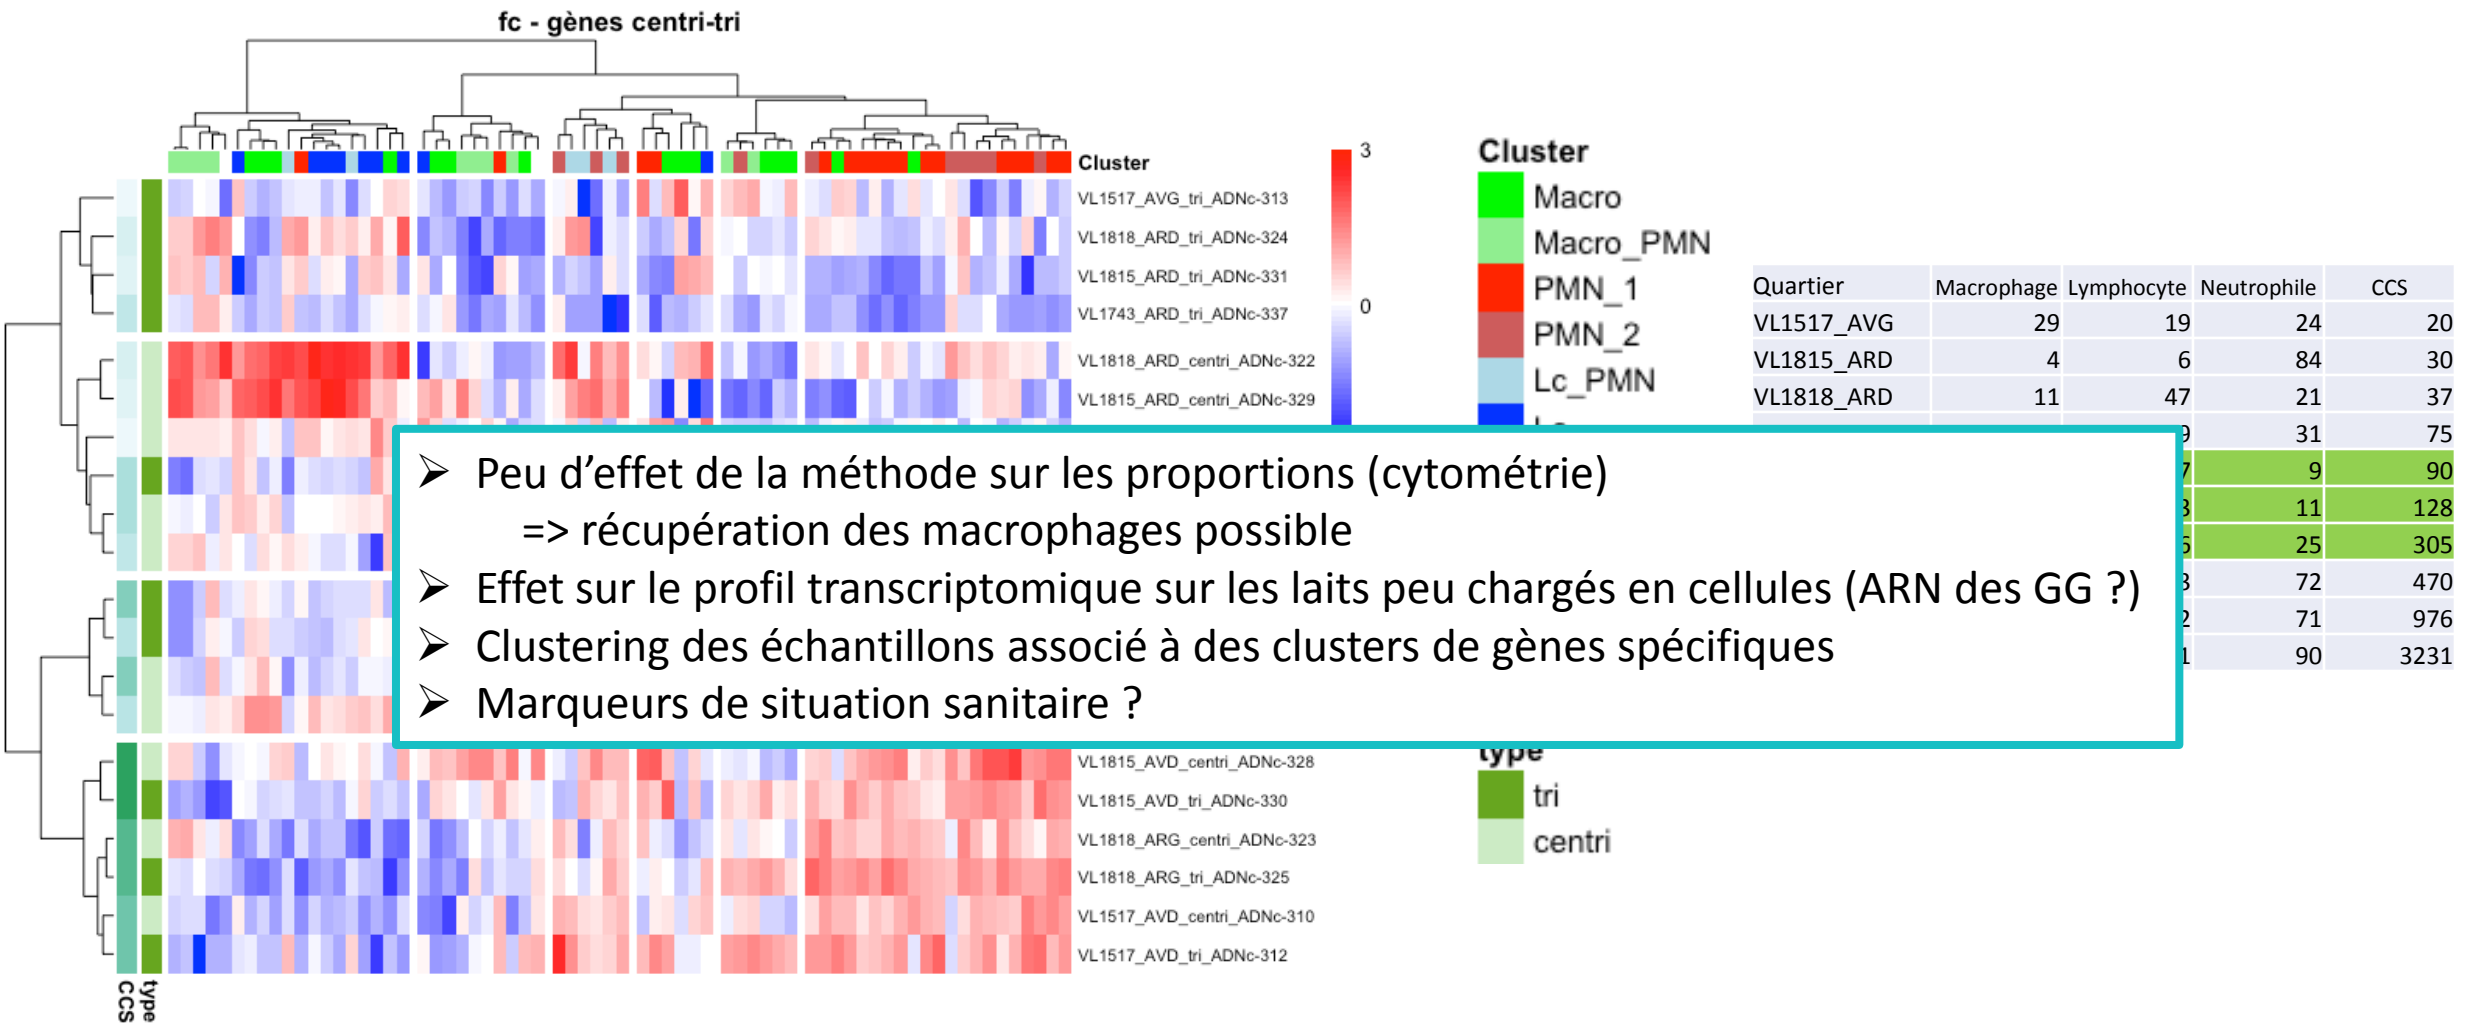 fc - gènes centri-tri
Cluster
VL1517_AVG_tri_ADNc-313
VL1818_ARD_tri_ADNc-324
VL1815_ARD_tri_ADNc-331
VL1743_ARD_tri_ADNc-337
VL1818_ARD_centri_ADNc-322
VL1815_ARD_centri_ADNc-329
VL1815_AVD_centri_ADNc-328
VL1815_AVD_tri_ADNc-330
VL1818_ARG_centri_ADNc-323
VL1818_ARG_tri_ADNc-325
VL1517_AVD_centri_ADNc-310
VL1517_AVD_tri_ADNc-312
CCS
type
3
0
Cluster
Macro
Macro_PMN
PMN_1
PMN_2
Lc_PMN
type
tri
centri
Quartier Macrophage Lymphocyte Neutrophile CCS
VL1517_AVG 29 19 24 20
VL1815_ARD 4 6 84 30
VL1818_ARD 11 47 21 37
31 75
9 90
11 128
25 305
72 470
71 976
90 3231
➢ Peu d’effet de la méthode sur les proportions (cytométrie)
=> récupération des macrophages possible
➢ Effet sur le profil transcriptomique sur les laits peu chargés en cellules (ARN des GG ?)
➢ Clustering des échantillons associé à des clusters de gènes spécifiques
➢ Marqueurs de situation sanitaire ?